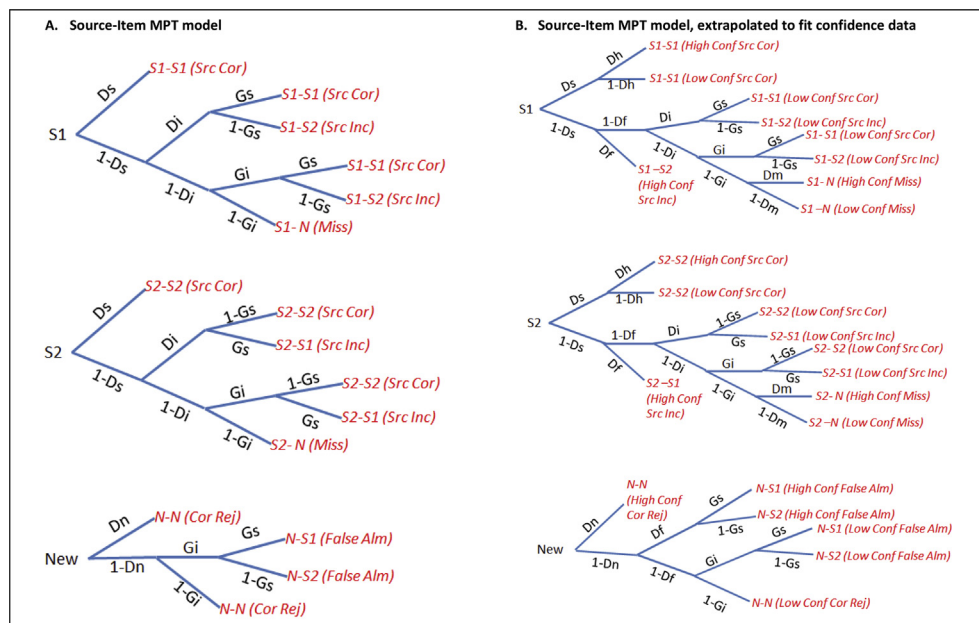 A. Source-Item MPT model
S1
Ds
S1-S1 (Src Cor)
1-Ds
Di
Gs
S1-S1 (Src Cor)
1-Gs
S1-S2 (Src Inc)
1-Di
Gi
Gs
S1-S1 (Src Cor)
1-Gs
S1-S2 (Src Inc)
1-Gi
S1- N (Miss)
S2
Ds
S2-S2 (Src Cor)
1-Ds
Di
1-Gs
S2-S2 (Src Cor)
Gs
S2-S1 (Src Inc)
1-Di
Gi
1-Gs
S2-S2 (Src Cor)
Gs
S2-S1 (Src Inc)
1-Gi
S2- N (Miss)
New
Dn
N-N (Cor Rej)
1-Dn
Gi
Gs
N-S1 (False Alm)
1-Gs
N-S2 (False Alm)
1-Gi
N-N (Cor Rej)
B. Source-Item MPT model, extrapolated to fit confidence data
S1
Ds
Dh
S1-S1 (High Conf Src Cor)
1-Dh
S1-S1 (Low Conf Src Cor)
1-Ds
1-Df
Di
Gs
S1-S1 (Low Conf Src Cor)
1-Gs
S1-S2 (Low Conf Src Inc)
1-Di
Gi
Gs
S1- S1 (Low Conf Src Cor)
1-Gs
S1-S2 (Low Conf Src Inc)
1-Gi
Dm
S1- N (High Conf Miss)
1-Dm
S1 –N (Low Conf Miss)
Df
S1 –S2
(High Conf
Src Inc)
S2
Ds
Dh
S2-S2 (High Conf Src Cor)
1-Dh
S2-S2 (Low Conf Src Cor)
1-Ds
1-Df
Di
1-Gs
S2-S2 (Low Conf Src Cor)
Gs
S2-S1 (Low Conf Src Inc)
1-Di
Gi
1-Gs
S2- S2 (Low Conf Src Cor)
Gs
S2-S1 (Low Conf Src Inc)
1-Gi
Dm
S2- N (High Conf Miss)
1-Dm
S2 –N (Low Conf Miss)
Df
S2 –S1
(High Conf
Src Inc)
New
Dn
N-N
(High Conf
Cor Rej)
1-Dn
Df
Gs
N-S1 (High Conf False Alm)
1-Gs
N-S2 (High Conf False Alm)
1-Df
Gi
Gs
N-S1 (Low Conf False Alm)
1-Gs
N-S2 (Low Conf False Alm)
1-Gi
N-N (Low Conf Cor Rej)